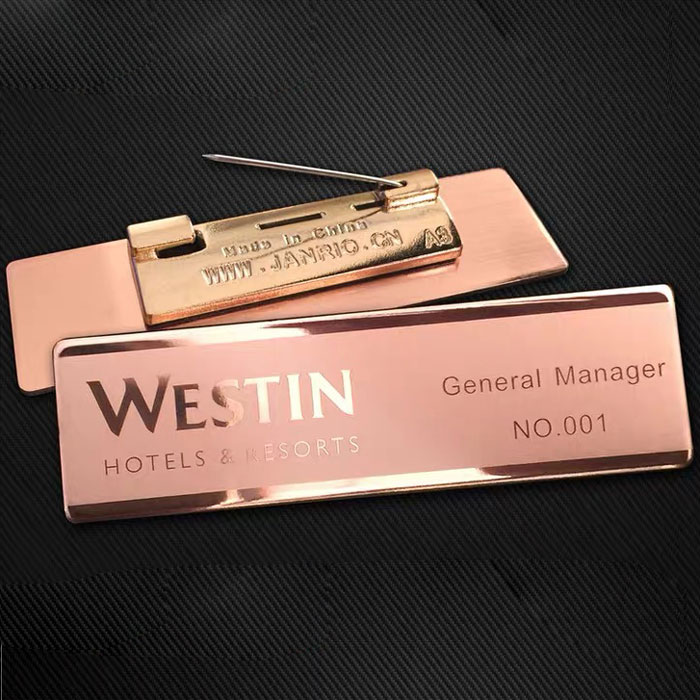 Made in China
WWW.JANRIO.CN A3
WESTIN
HOTELS & RESORTS
General Manager
NO.001